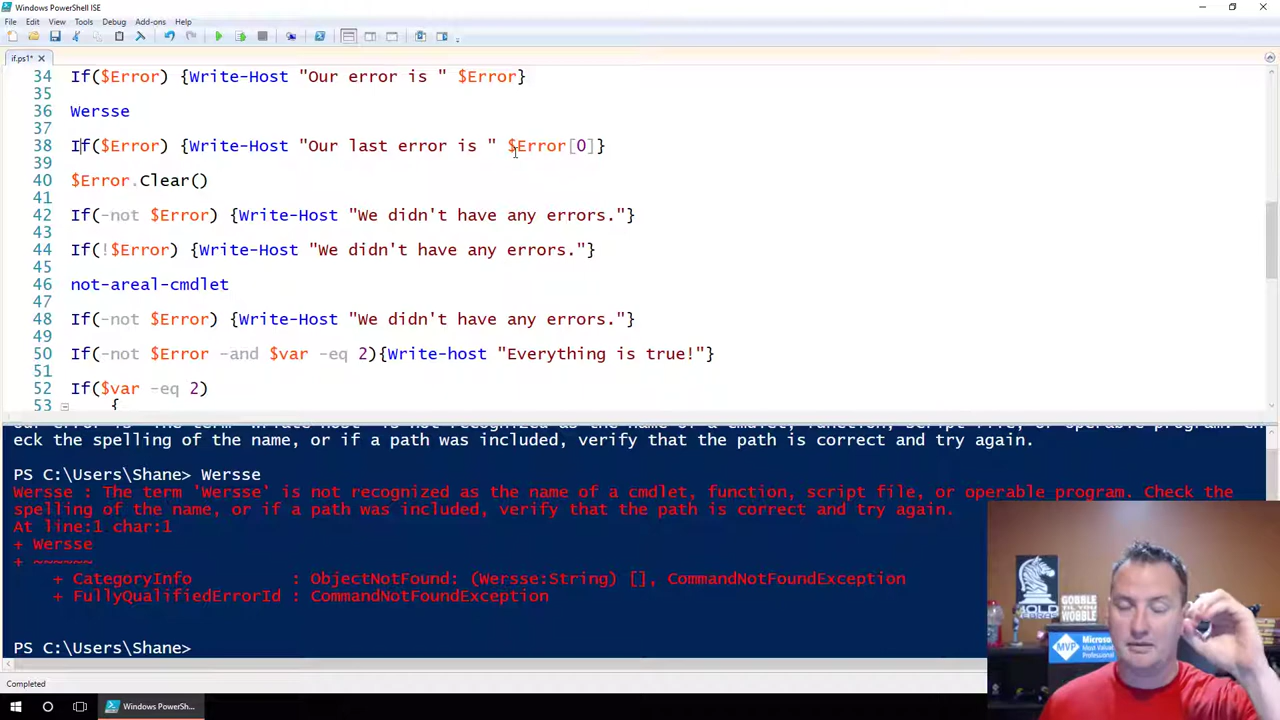 Windows PowerShell ISE
File Edit View Tools Debug Add-ons Help
if.ps1*
34 If($Error) {Write-Host "Our error is " $Error}
35
36 Wersse
37
38 If($Error) {Write-Host "Our last error is " $Error[0]}
39
40 $Error.Clear()
41
42 If(-not $Error) {Write-Host "We didn't have any errors."}
43
44 If(!$Error) {Write-Host "We didn't have any errors."}
45
46 not-areal-cmdlet
47
48 If(-not $Error) {Write-Host "We didn't have any errors."}
49
50 If(-not $Error -and $var -eq 2){Write-host "Everything is true!"}
51
52 If($var -eq 2)
53 {
eck the spelling of the name, or if a path was included, verify that the path is correct and try again.
PS C:\Users\Shane> Wersse
Wersse : The term 'Wersse' is not recognized as the name of a cmdlet, function, script file, or operable program. Check the
spelling of the name, or if a path was included, verify that the path is correct and try again.
At line:1 char:1
+ Wersse
+ ~~~~~~
+ CategoryInfo : ObjectNotFound: (Wersse:String) [], CommandNotFoundException
+ FullyQualifiedErrorId : CommandNotFoundException
PS C:\Users\Shane>
GOBBLE
TIL YOU
WOBBLE
MVP
Completed
Windows PowerSh...